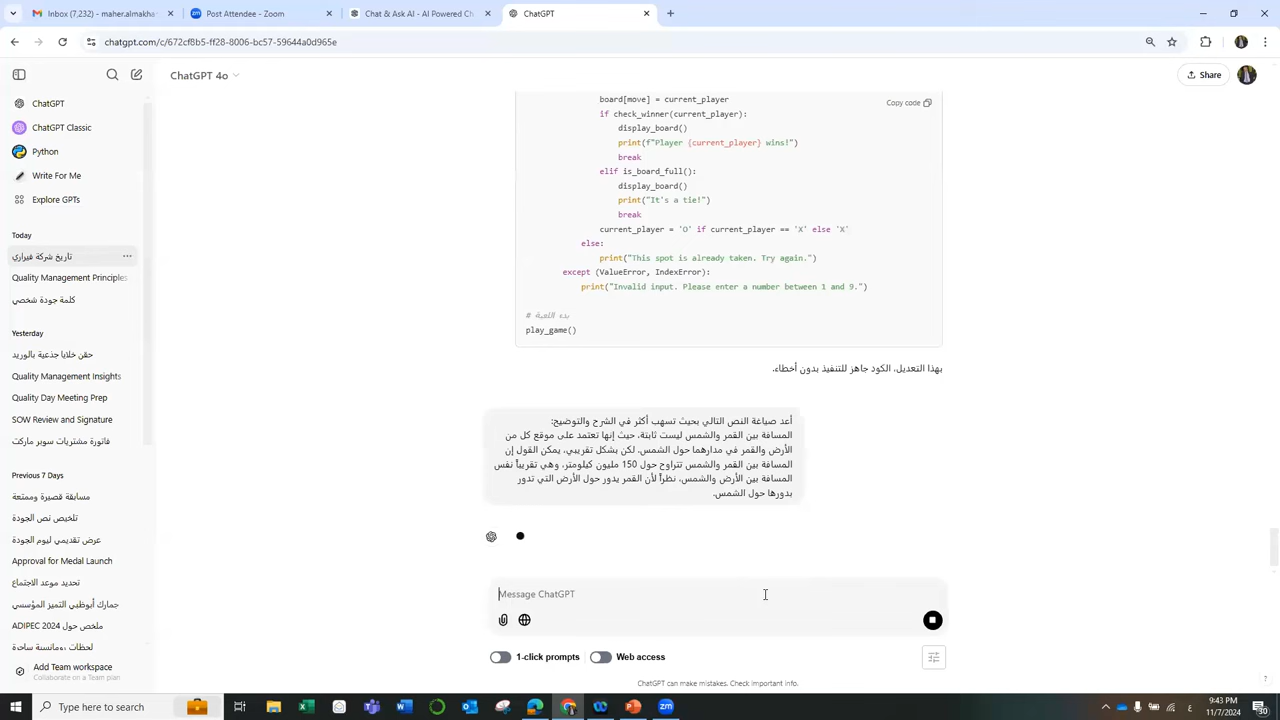 Inbox (7,232) - maher.almakha
Post Attendee - Zoom
Chat & Ask AI - AI Powered Ch
ChatGPT
chatgpt.com/c/672cf8b5-ff28-8006-bc57-59644a0d965e
ChatGPT 4o
Share
ChatGPT
ChatGPT Classic
Python
Write For Me
Explore GPTs
Today
تاريخ شركة فيراري
Quality Management Principles
كلمة جودة شخصي
Yesterday
حقن خلايا جذعية بالوريد
Quality Management Insights
Quality Day Meeting Prep
SOW Review and Signature
فاتورة مشتريات سوبر ماركت
Previous 7 Days
مسابقة قصيرة وممتعة
تلخيص نص الجودة
عرض تقديمي ليوم الجودة
Approval for Medal Launch
تحديد موعد الاجتماع
جمارك أبوظبي التميز المؤسسي
ملخص حول ADIPEC 2024
لحظات رومانسية ساحرة
Add Team workspace
Collaborate on a Team plan
Copy code
board[move] = current_player
if check_winner(current_player):
display_board()
print(f"Player {current_player} wins!")
break
elif is_board_full():
display_board()
print("It's a tie!")
break
current_player = 'O' if current_player == 'X' else 'X'
else:
print("This spot is already taken. Try again.")
except (ValueError, IndexError):
print("Invalid input. Please enter a number between 1 and 9.")
# بدء اللعبة
play_game()
بهذا التعديل، الكود جاهز للتنفيذ بدون أخطاء.
أعد صياغة النص التالي بحيث تسهب أكثر في الشرح والتوضيح:
المسافة بين القمر والشمس ليست ثابتة، حيث إنها تعتمد على موقع كل من
الأرض والقمر في مدارهما حول الشمس. لكن بشكل تقريبي، يمكن القول إن
المسافة بين القمر والشمس تتراوح حول 150 مليون كيلومتر، وهي تقريباً نفس
المسافة بين الأرض والشمس، نظراً لأن القمر يدور حول الأرض التي تدور
بدورها حول الشمس.
Message ChatGPT
1-click prompts
Web access
ChatGPT can make mistakes. Check important info.
?
Type here to search
9:43 PM
11/7/2024